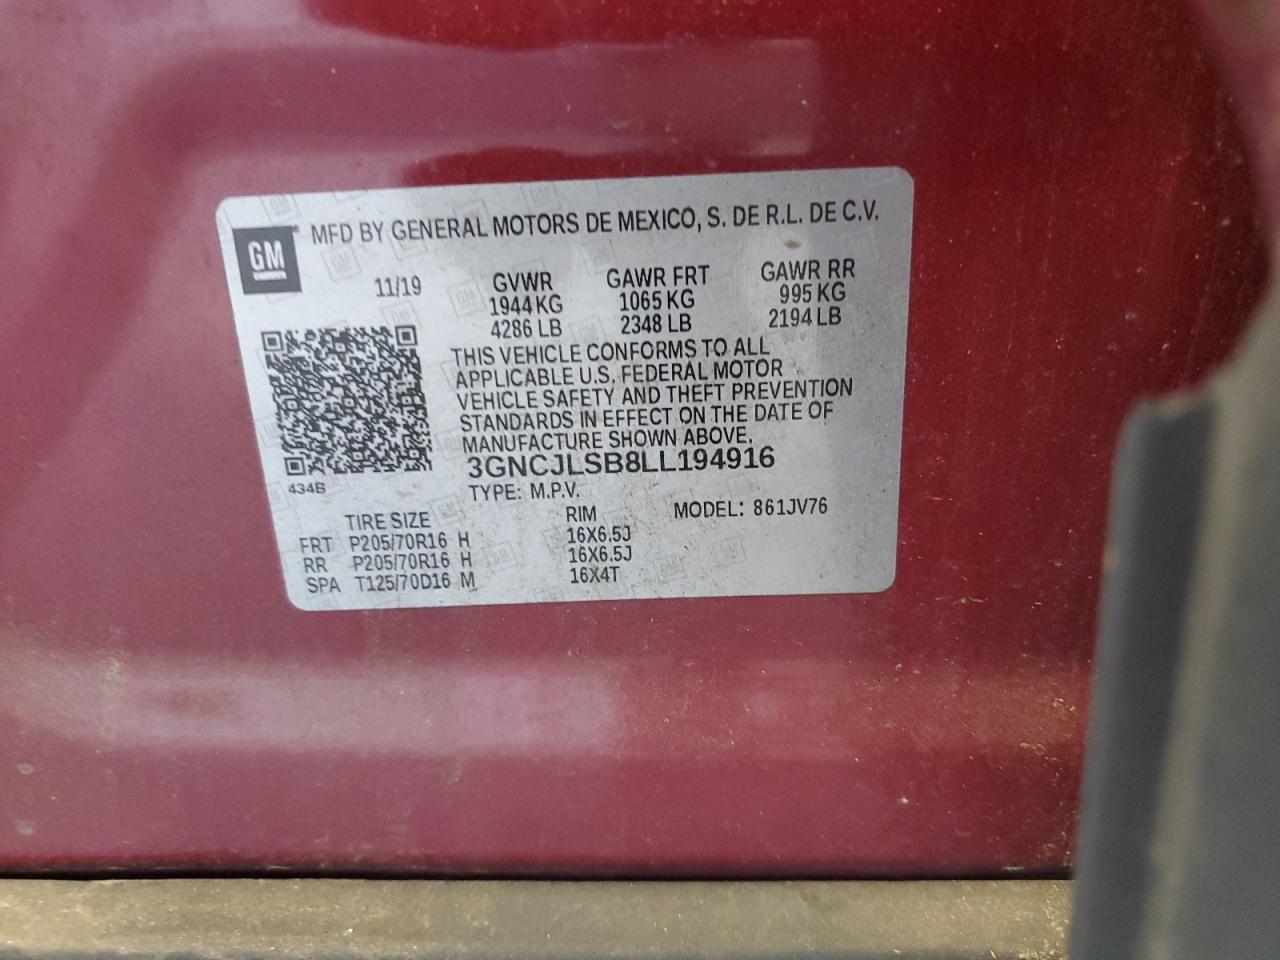 GM
MFD BY GENERAL MOTORS DE MEXICO, S. DE R.L. DE C.V.
11/19 GVWR GAWR FRT GAWR RR
1944 KG 1065 KG 995 KG
4286 LB 2348 LB 2194 LB
THIS VEHICLE CONFORMS TO ALL
APPLICABLE U.S. FEDERAL MOTOR
VEHICLE SAFETY AND THEFT PREVENTION
STANDARDS IN EFFECT ON THE DATE OF
MANUFACTURE SHOWN ABOVE.
3GNCJLSB8LL194916
434B
TYPE: M.P.V.
TIRE SIZE RIM MODEL: 861JV76
FRT P205/70R16 H 16X6.5J
RR P205/70R16 H 16X6.5J
SPA T125/70D16 M 16X4T